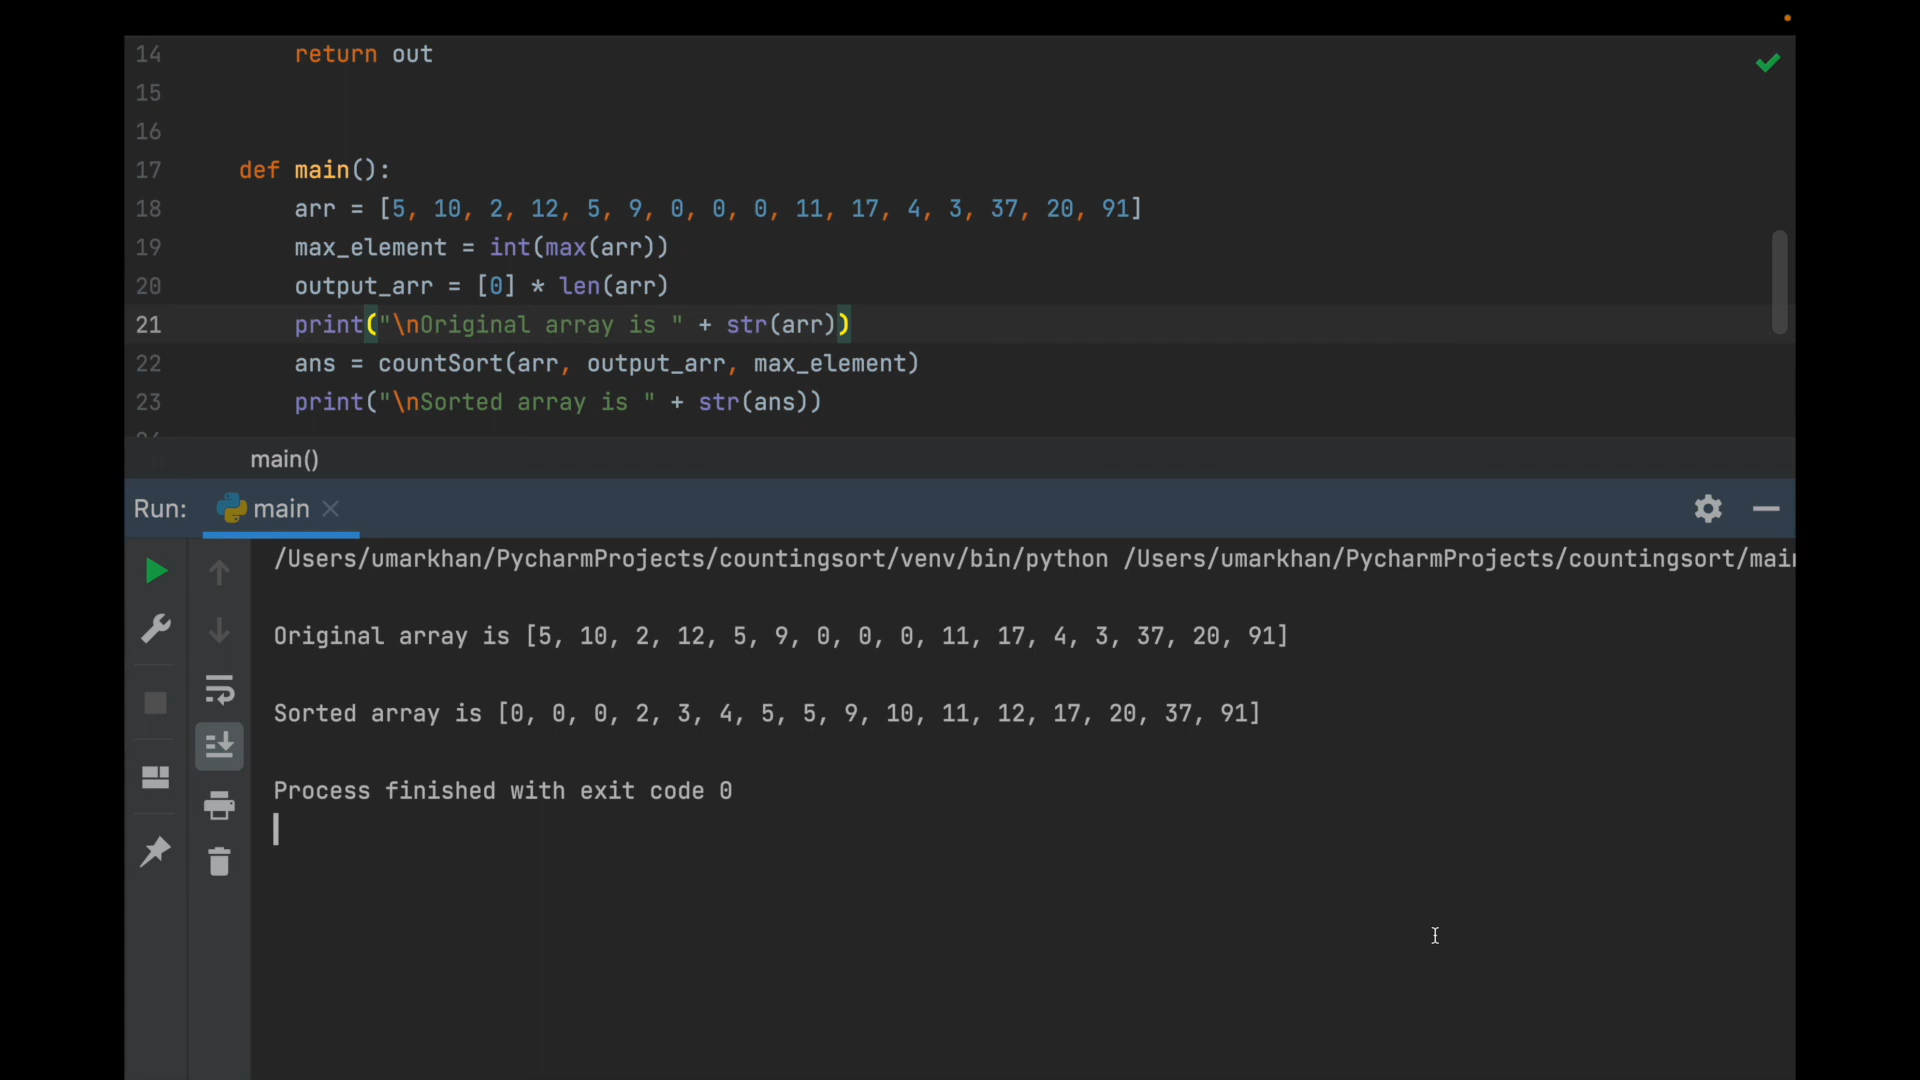 14 return out
15
16
17 def main():
18 arr = [5, 10, 2, 12, 5, 9, 0, 0, 0, 11, 17, 4, 3, 37, 20, 91]
19 max_element = int(max(arr))
20 output_arr = [0] * len(arr)
21 print("\nOriginal array is " + str(arr))
22 ans = countSort(arr, output_arr, max_element)
23 print("\nSorted array is " + str(ans))
main()
Run: main
/Users/umarkhan/PycharmProjects/countingsort/venv/bin/python /Users/umarkhan/PycharmProjects/countingsort/main
Original array is [5, 10, 2, 12, 5, 9, 0, 0, 0, 11, 17, 4, 3, 37, 20, 91]
Sorted array is [0, 0, 0, 2, 3, 4, 5, 5, 9, 10, 11, 12, 17, 20, 37, 91]
Process finished with exit code 0